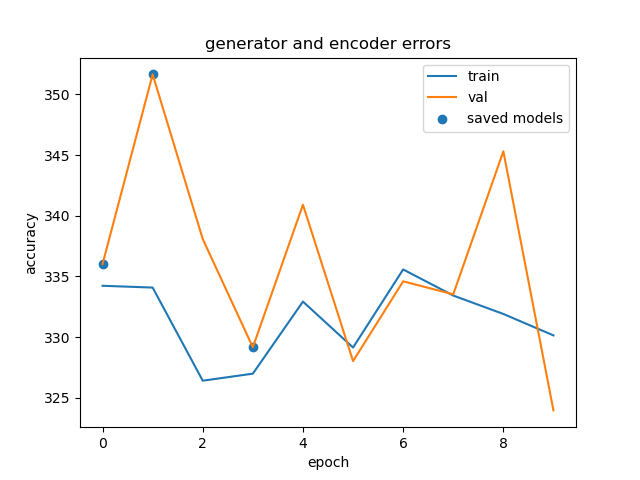 generator and encoder errors
train
val
saved models
350
345
340
335
330
325
accuracy
0
2
4
6
8
epoch